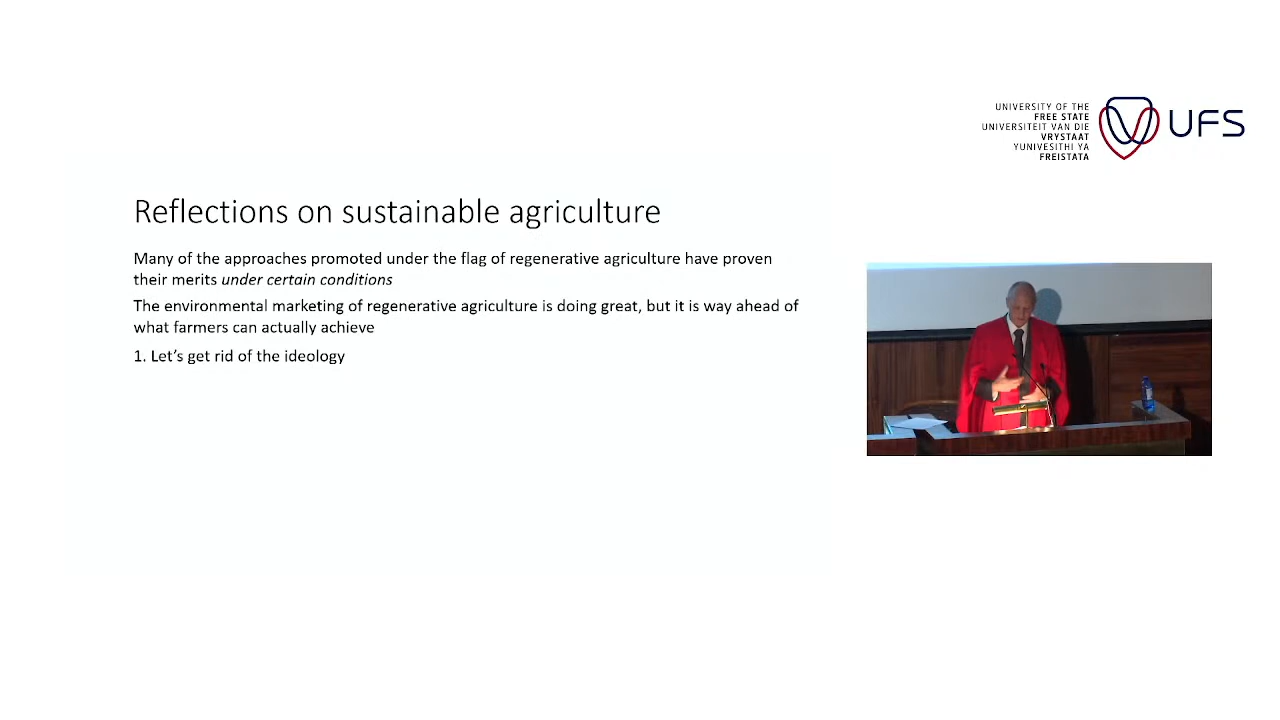 UNIVERSITY OF THE
FREE STATE
UNIVERSITEIT VAN DIE
VRYSTAAT
YUNIVESITHI YA
FREISTATA
UFS
Reflections on sustainable agriculture
Many of the approaches promoted under the flag of regenerative agriculture have proven
their merits under certain conditions
The environmental marketing of regenerative agriculture is doing great, but it is way ahead of
what farmers can actually achieve
1. Let's get rid of the ideology